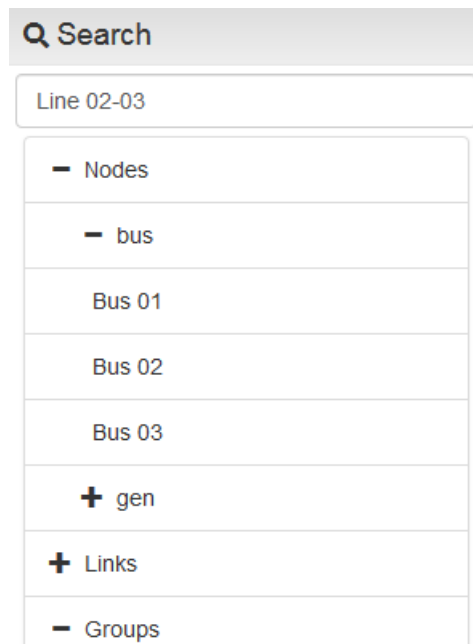 Search
Line 02-03
Nodes
bus
Bus 01
Bus 02
Bus 03
gen
Links
Groups